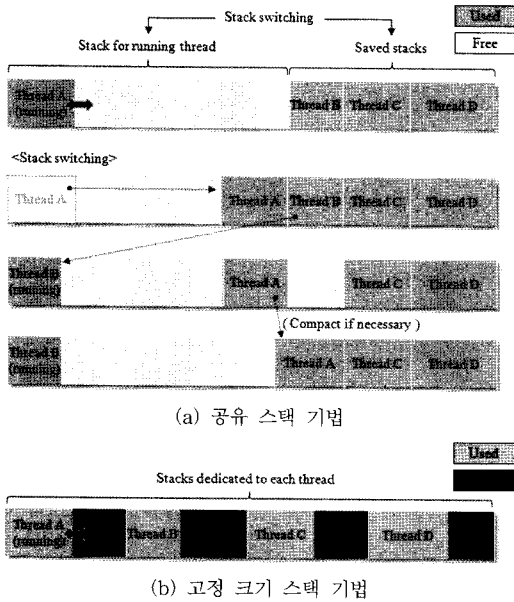 Stack switching
Used
Free
Stack for running thread
Saved stacks
Thread A
(running)
Thread B
Thread C
Thread D
<Stack switching>
Thread A
Thread A
Thread B
Thread C
Thread D
Thread B
(running)
Thread A
Thread C
Thread D
( Compact if necessary )
Thread B
(running)
Thread A
Thread C
Thread D
(a) 공유 스택 기법
Used
Stacks dedicated to each thread
Thread A
(running)
Thread B
Thread C
Thread D
(b) 고정 크기 스택 기법